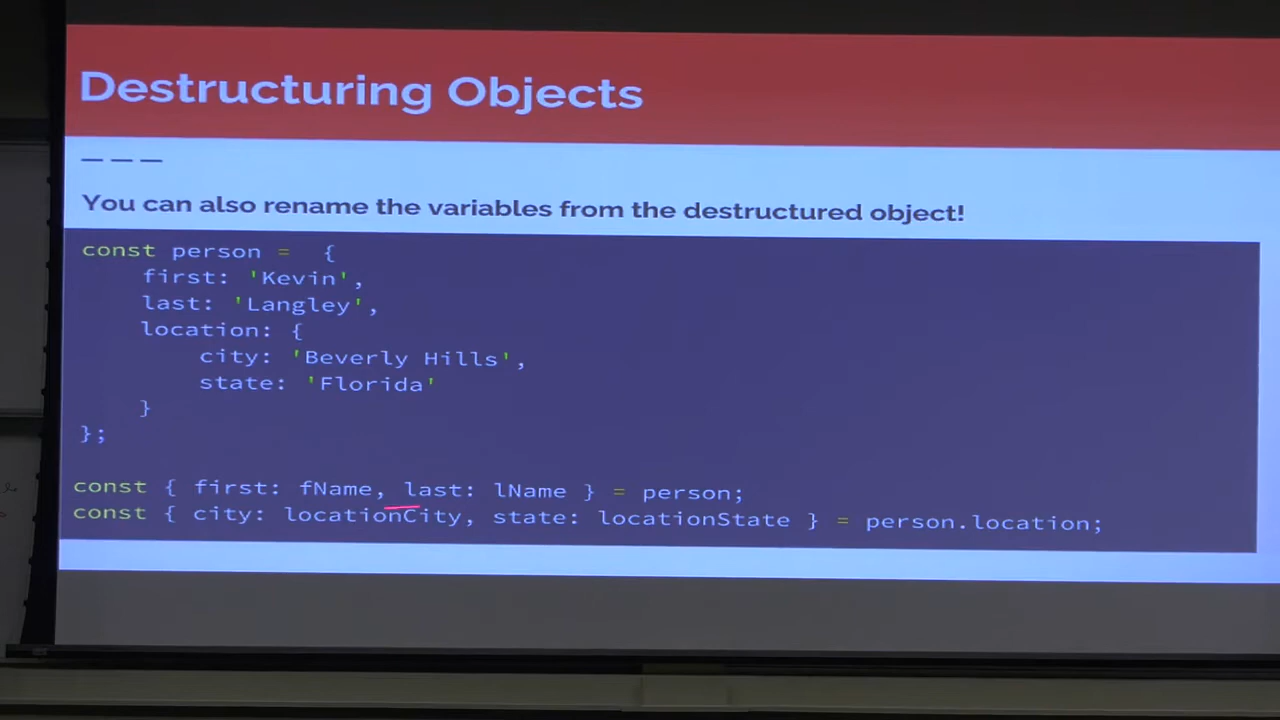 Destructuring Objects
You can also rename the variables from the destructured object!
const person = {
    first: 'Kevin',
    last: 'Langley',
    location: {
        city: 'Beverly Hills',
        state: 'Florida'
    }
};
const { first: fName, last: lName } = person;
const { city: locationCity, state: locationState } = person.location;